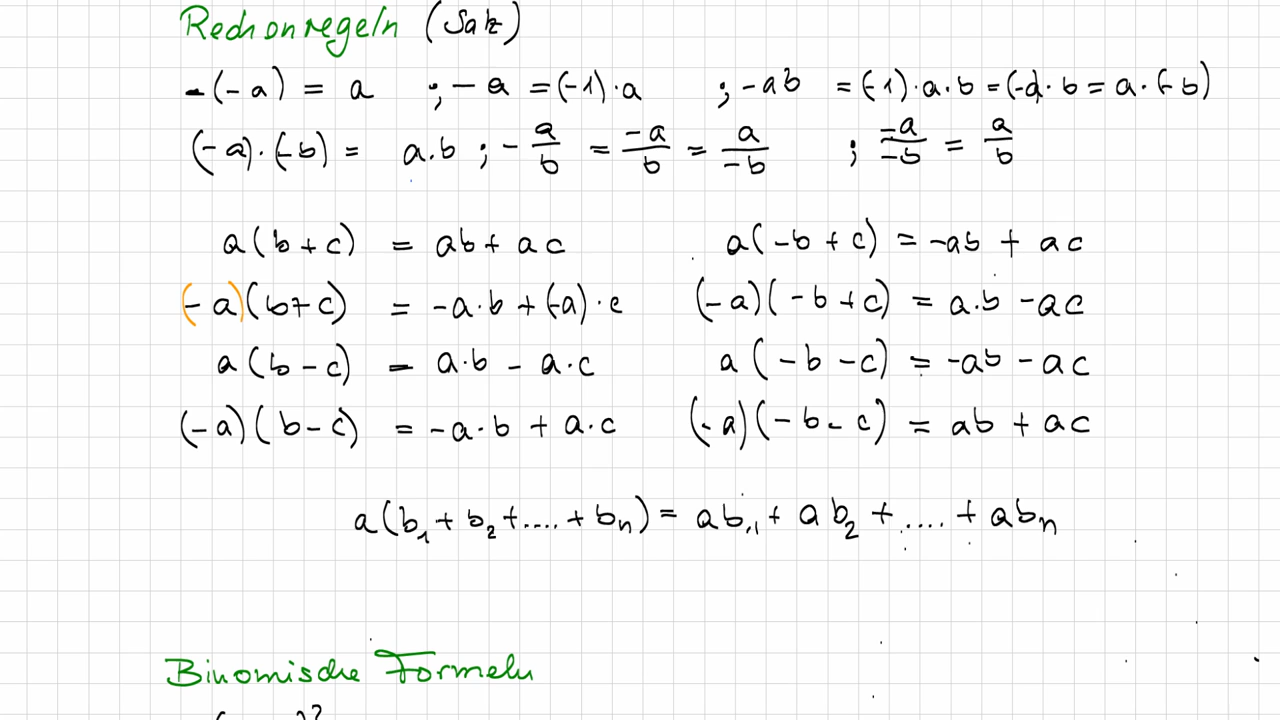 Rechenregeln (Satz)
-(-a) = a ; -a = (-1)·a ; -ab = (-1)·a·b = (-a)·b = a·(-b)
(-a)·(-b) = a·b ; -a/b = -a/b = a/-b ; -a/-b = a/b
a(b+c) = ab + ac
a(-b+c) = -ab + ac
(-a)(b+c) = -a·b + (-a)·c
(-a)(-b+c) = a·b - ac
a(b-c) = a·b - a·c
a(-b-c) = -ab - ac
(-a)(b-c) = -a·b + a·c
(-a)(-b-c) = ab + ac
a(b₁ + b₂ + .... + bₙ) = ab₁ + ab₂ + .... + abₙ
Binomische Formeln